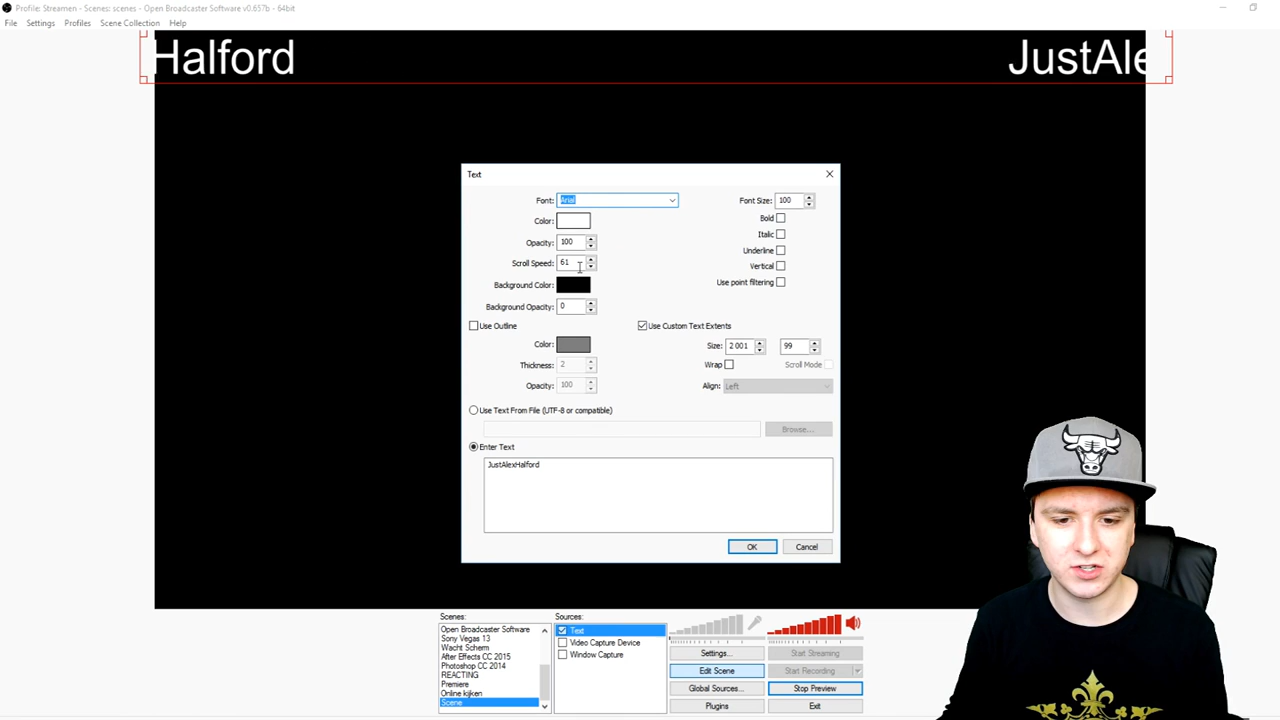 Profile: Streamen - Scenes: scenes - Open Broadcaster Software v0.657b - 64bit
File Settings Profiles Scene Collection Help
Halford JustAle
Text
Font: Arial Font Size: 100
Color: Bold
Opacity: 100 Italic
Scroll Speed: 61 Underline
Background Color: Vertical
Background Opacity: 0 Use point filtering
Use Outline Use Custom Text Extents
Color: Size: 2 001 99
Thickness: 2 Wrap Scroll Mode
Opacity: 100 Align: Left
Use Text From File (UTF-8 or compatible)
Browse...
Enter Text
JustAlexHalford
OK Cancel
Scenes: Sources:
Open Broadcaster Software Text
Sony Vegas 13 Video Capture Device
Wacht Scherm Window Capture
After Effects CC 2015
Photoshop CC 2014
REACTING
Premiere
Online kijken
Scene
Settings... Start Streaming
Edit Scene Start Recording
Global Sources... Stop Preview
Plugins Exit